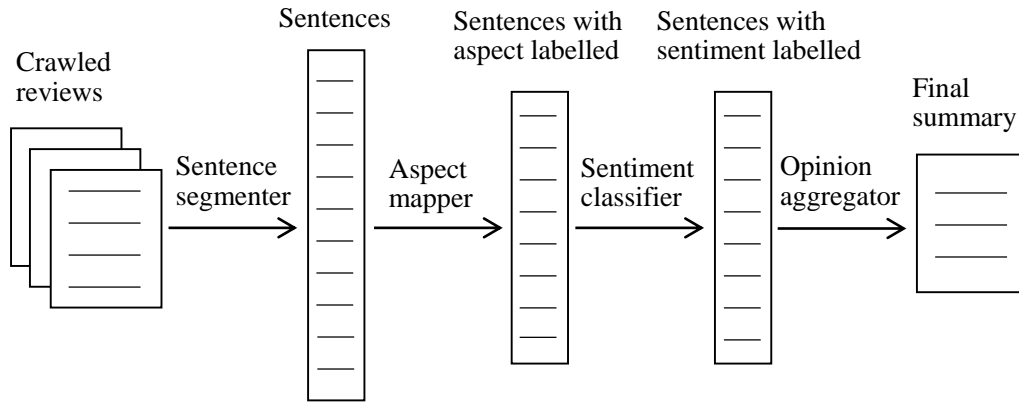 Crawled
reviews
Sentence
segmenter
Sentences
Aspect
mapper
Sentences with
aspect labelled
Sentiment
classifier
Sentences with
sentiment labelled
Opinion
aggregator
Final
summary